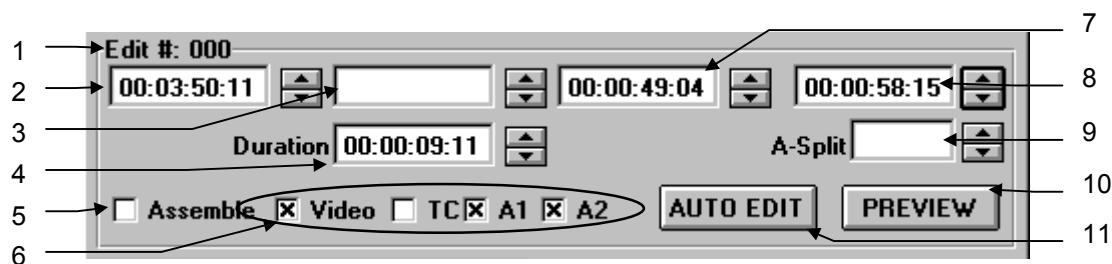 7
1 Edit #: 000
2 00:03:50:11 00:00:49:04 00:00:58:15 8
3
Duration 00:00:09:11 A-Split 9
4
10
5 Assemble Video TC A1 A2 AUTO EDIT PREVIEW
6 11